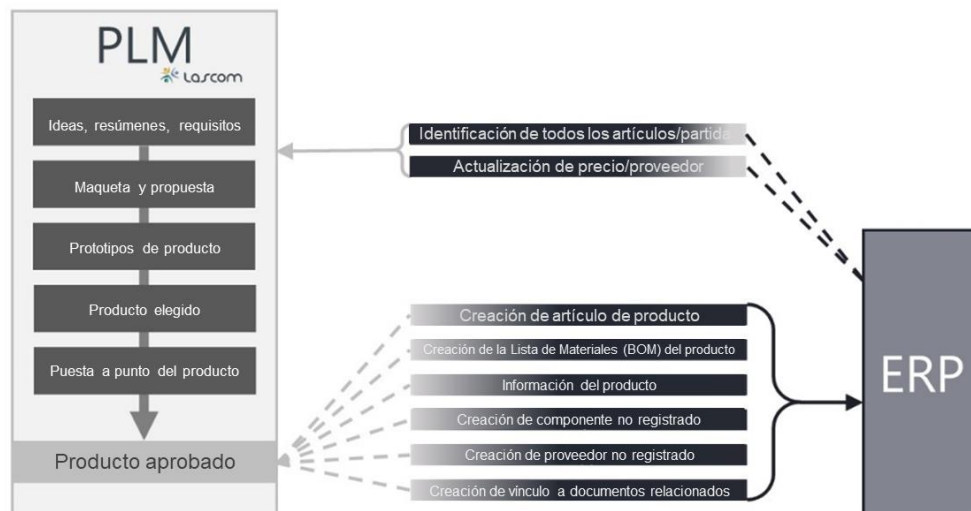 PLM
Lascom
Ideas, resúmenes, requisitos
Maqueta y propuesta
Prototipos de producto
Producto elegido
Puesta a punto del producto
Producto aprobado
Identificación de todos los artículos/partida
Actualización de precio/proveedor
Creación de artículo de producto
Creación de la Lista de Materiales (BOM) del producto
Información del producto
Creación de componente no registrado
Creación de proveedor no registrado
Creación de vínculo a documentos relacionados
ERP